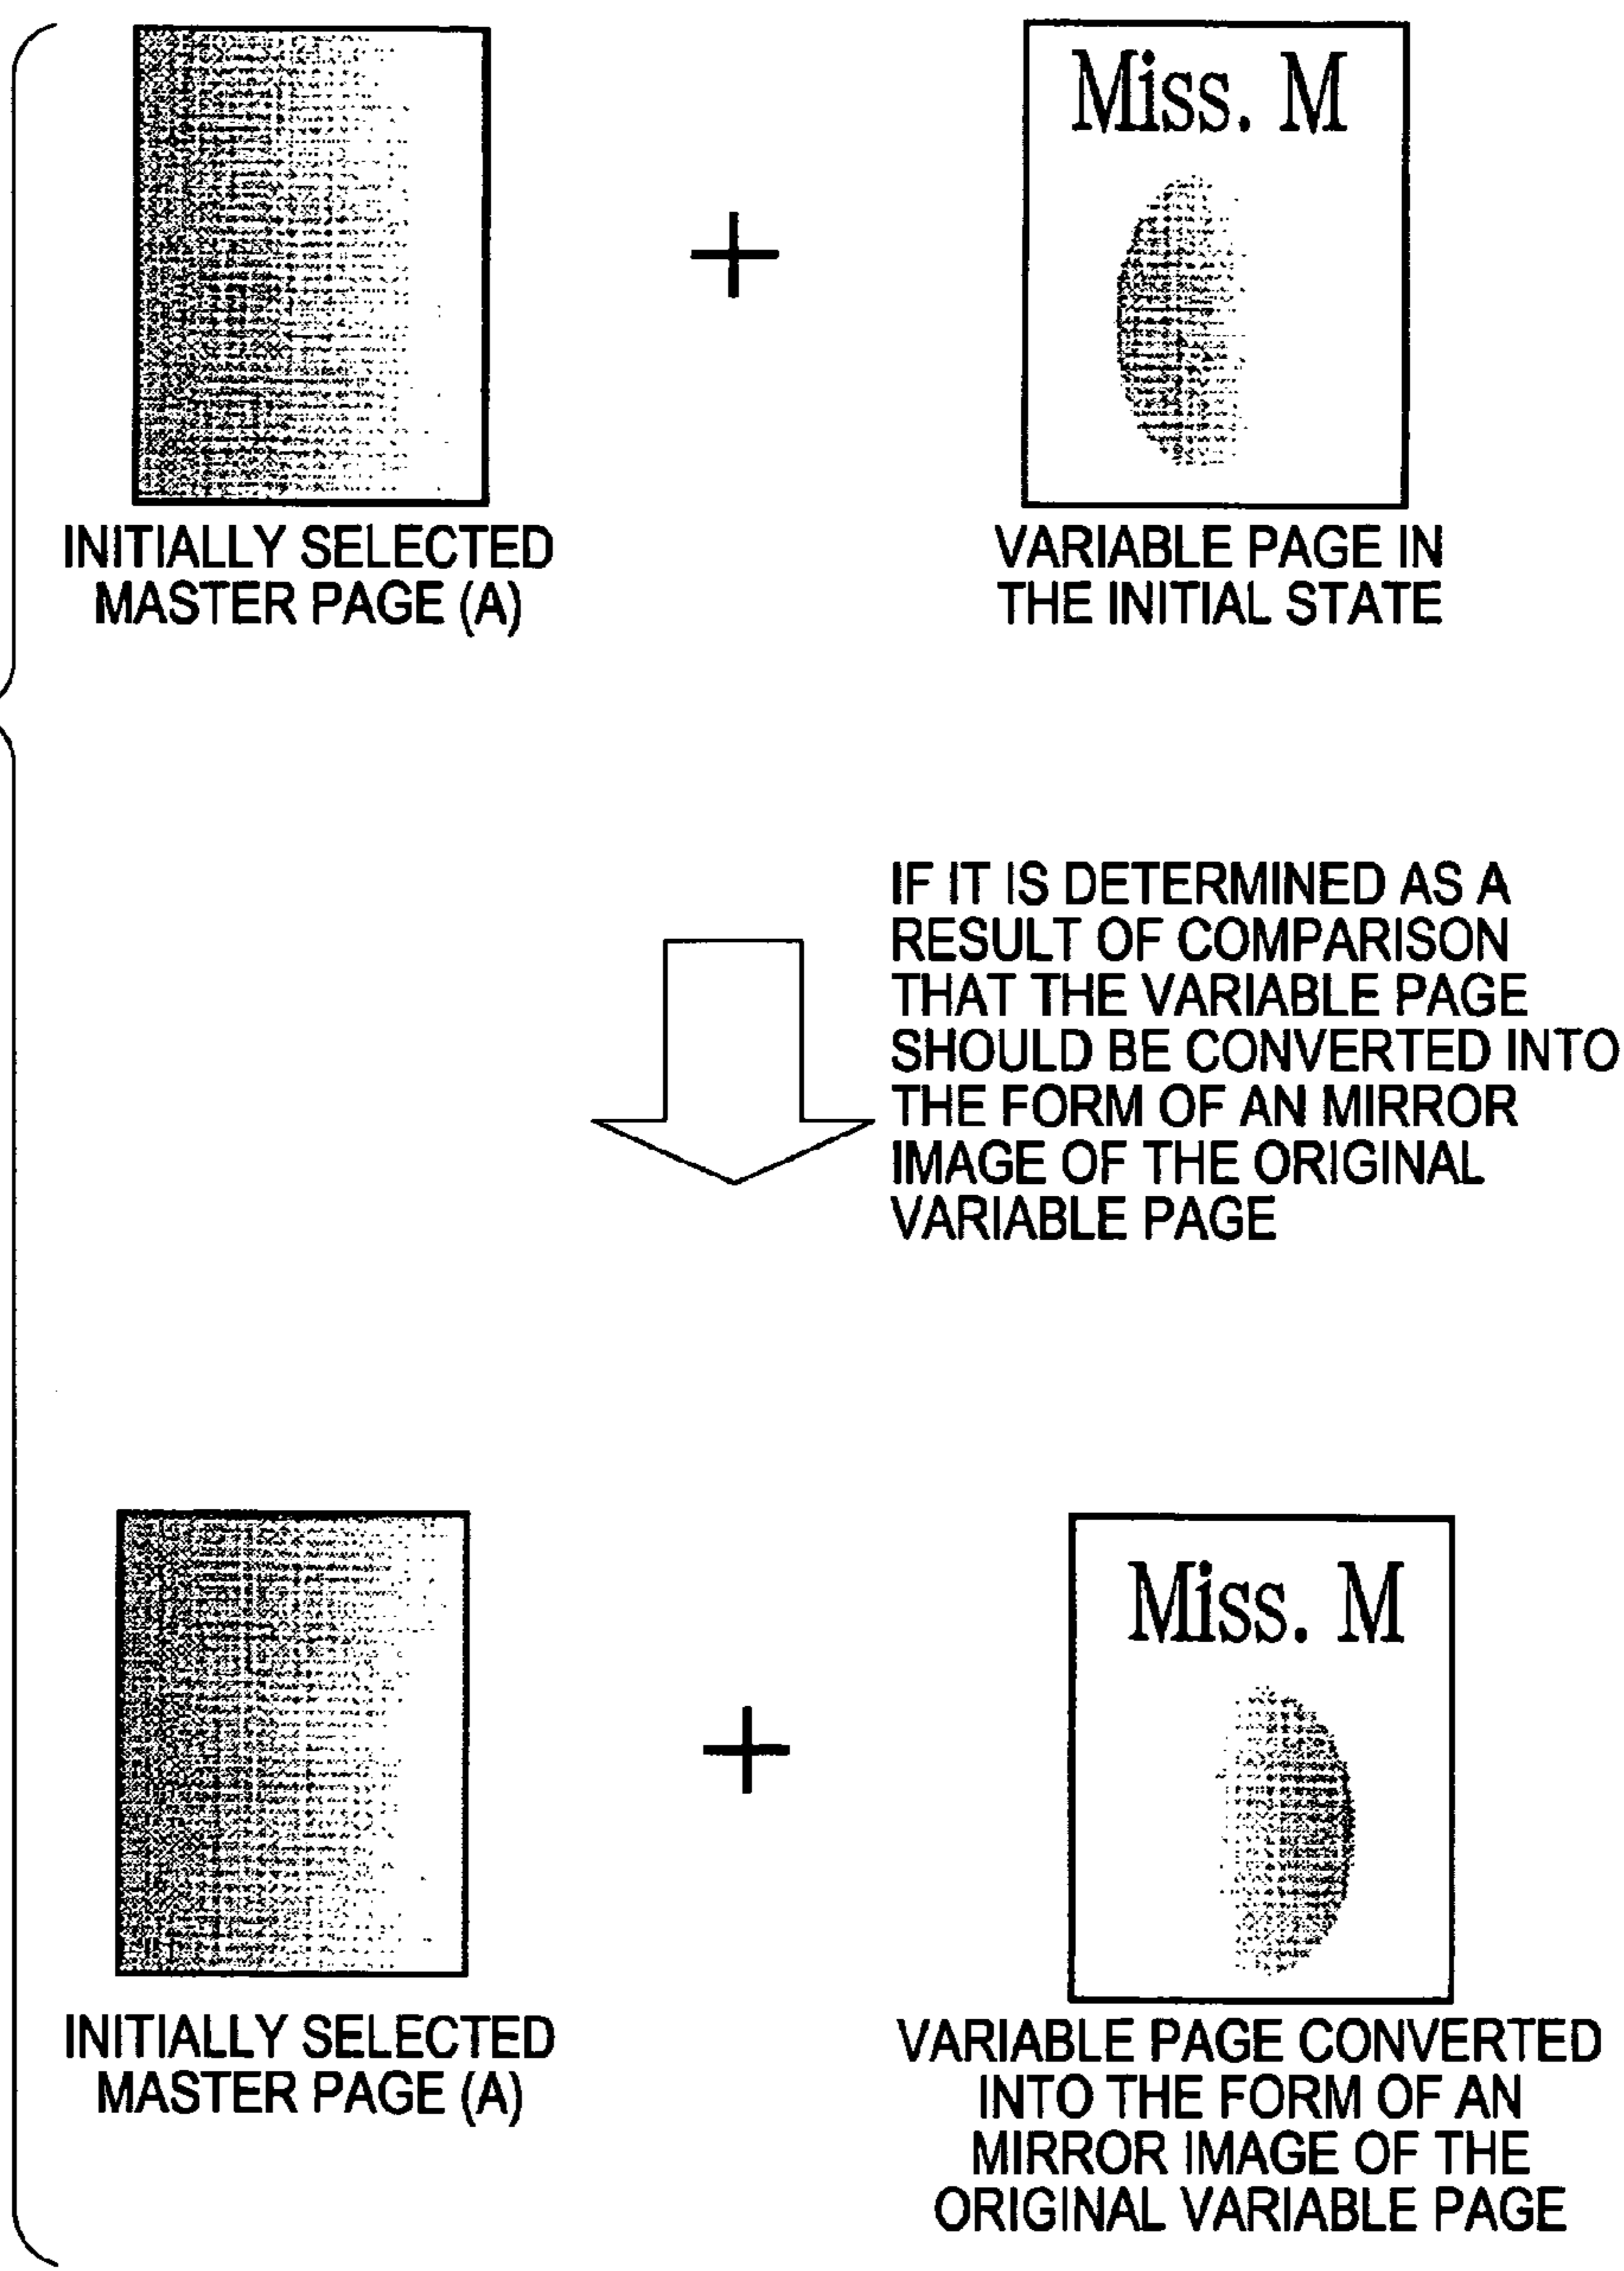 Miss. M
+
INITIALLY SELECTED
MASTER PAGE (A)
VARIABLE PAGE IN
THE INITIAL STATE
IF IT IS DETERMINED AS A
RESULT OF COMPARISON
THAT THE VARIABLE PAGE
SHOULD BE CONVERTED INTO
THE FORM OF AN MIRROR
IMAGE OF THE ORIGINAL
VARIABLE PAGE
Miss. M
+
INITIALLY SELECTED
MASTER PAGE (A)
VARIABLE PAGE CONVERTED
INTO THE FORM OF AN
MIRROR IMAGE OF THE
ORIGINAL VARIABLE PAGE